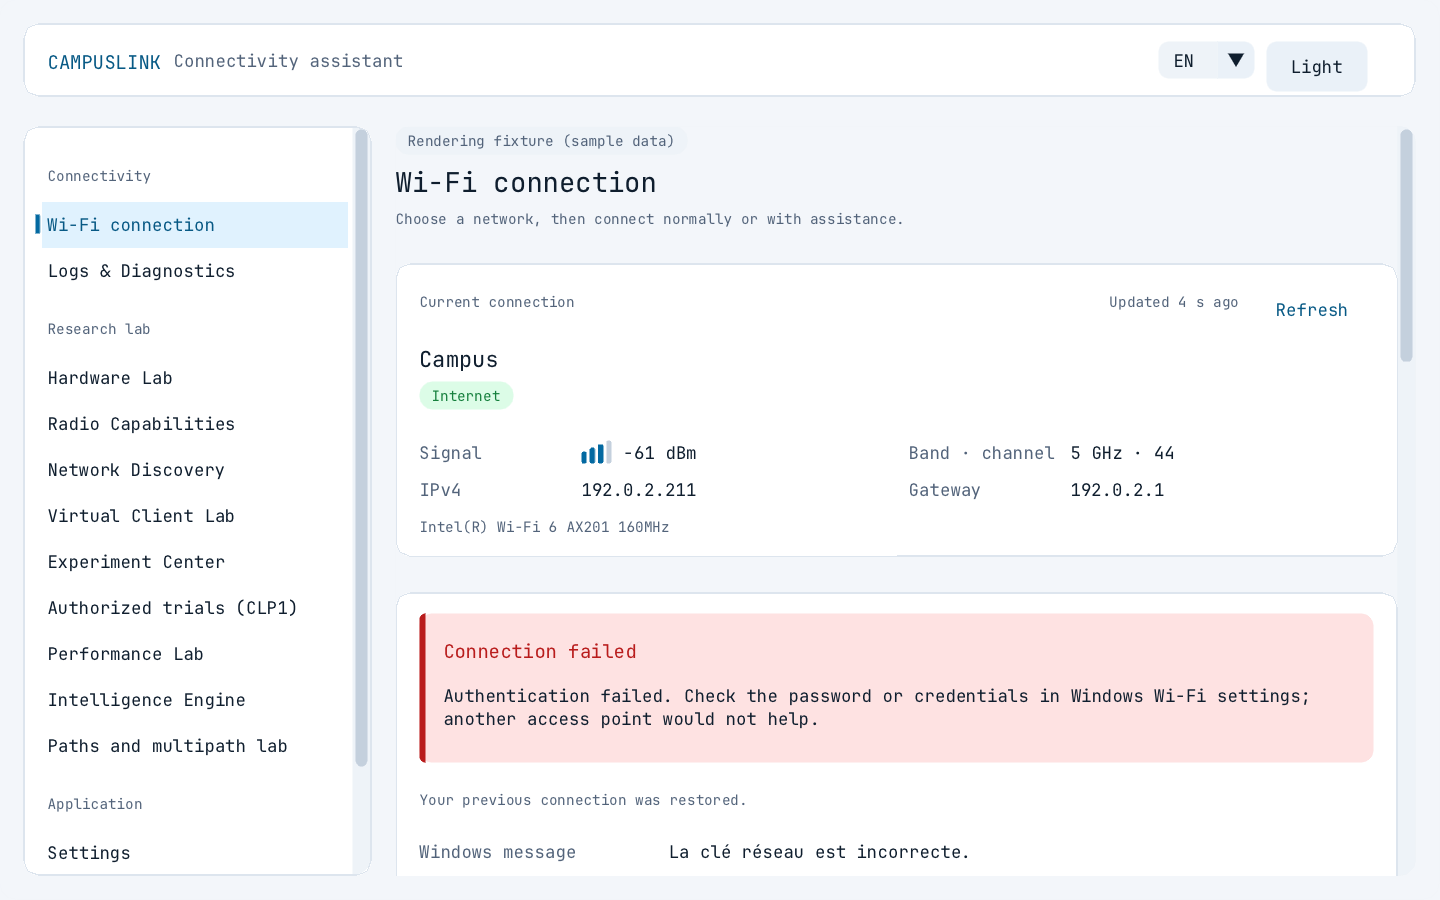 CAMPUSLINK Connectivity assistant
EN
Light
Connectivity
Wi-Fi connection
Logs & Diagnostics
Research lab
Hardware Lab
Radio Capabilities
Network Discovery
Virtual Client Lab
Experiment Center
Authorized trials (CLP1)
Performance Lab
Intelligence Engine
Paths and multipath lab
Application
Settings
Rendering fixture (sample data)
Wi-Fi connection
Choose a network, then connect normally or with assistance.
Current connection
Updated 4 s ago
Refresh
Campus
Internet
Signal -61 dBm Band · channel 5 GHz · 44
IPv4 192.0.2.211 Gateway 192.0.2.1
Intel(R) Wi-Fi 6 AX201 160MHz
Connection failed
Authentication failed. Check the password or credentials in Windows Wi-Fi settings;
another access point would not help.
Your previous connection was restored.
Windows message La clé réseau est incorrecte.